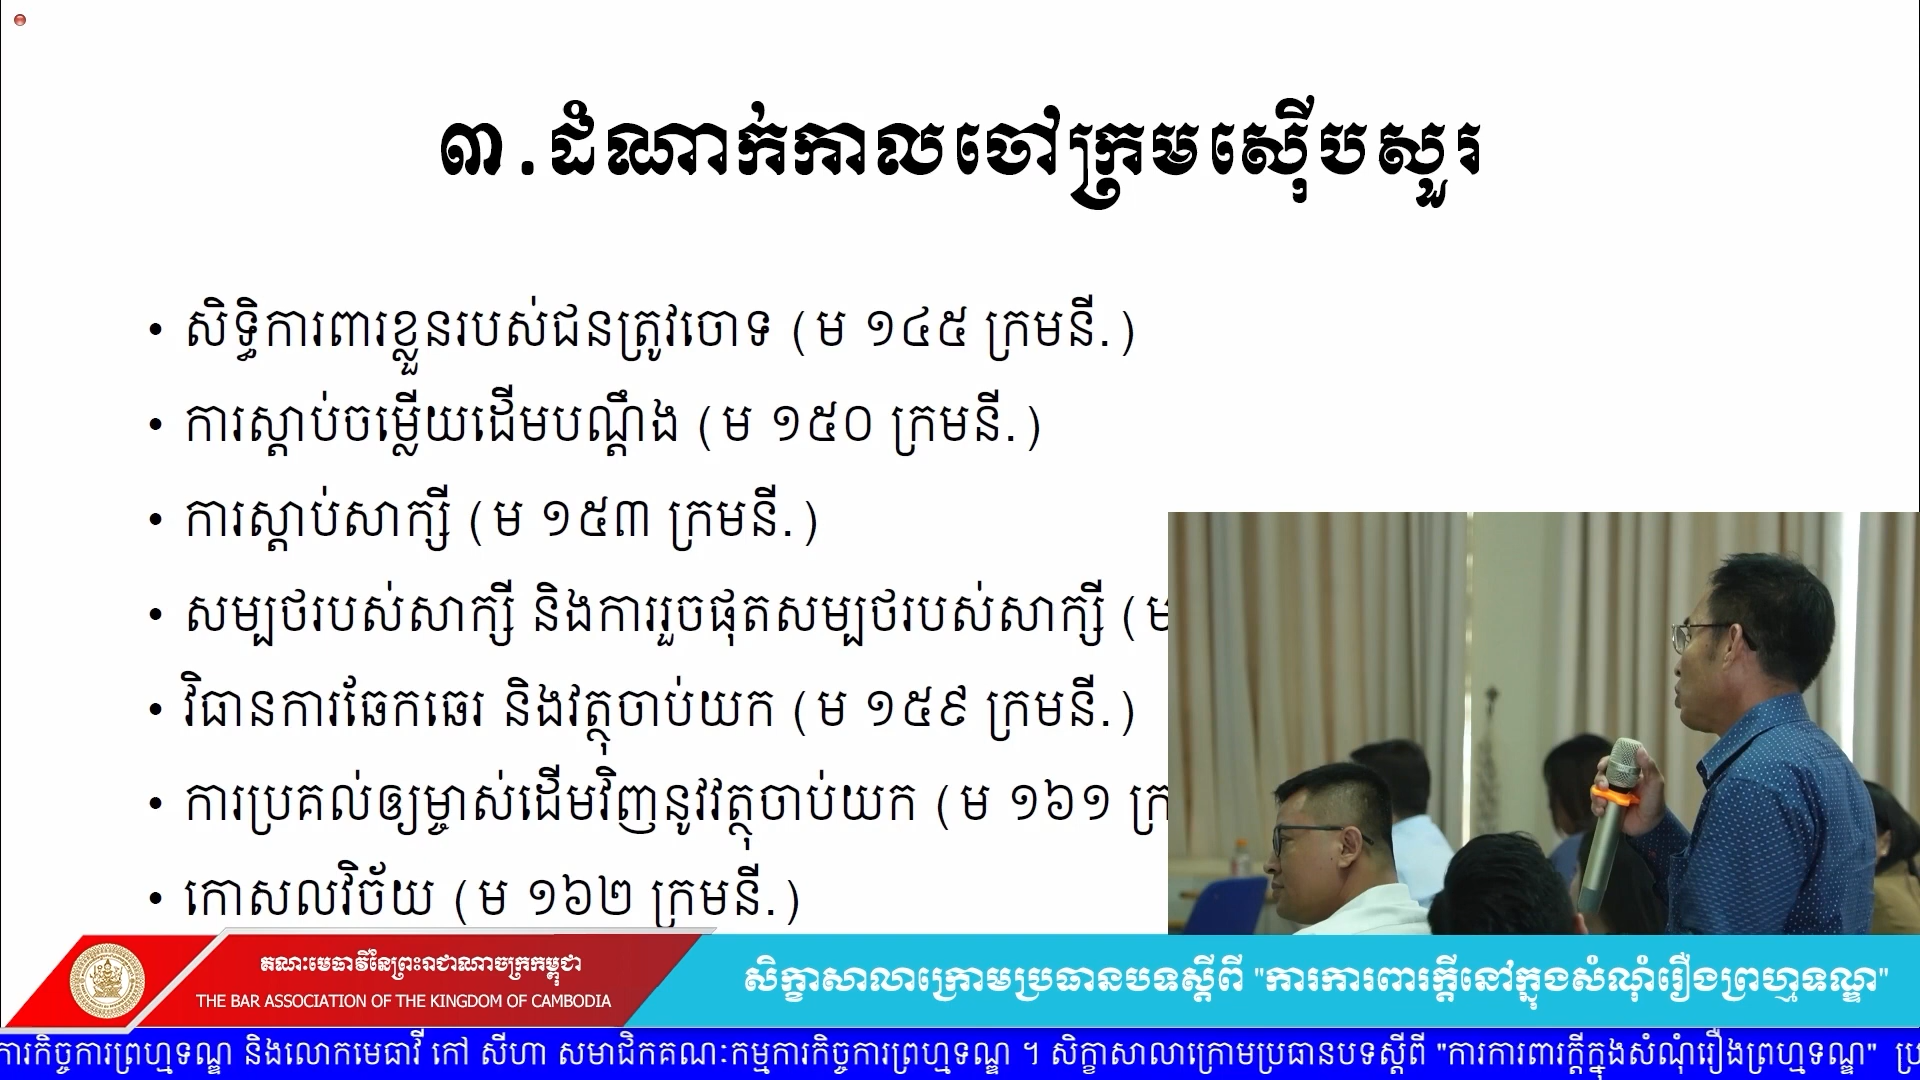 ៣.ដំណាក់កាលចៅក្រមស៊ើបសួរ
• សិទ្ធិការពារខ្លួនរបស់ជនត្រូវចោទ (ម ១៤៥ ក្រមនី.)
• ការស្តាប់ចម្លើយដើមបណ្តឹង (ម ១៥០ ក្រមនី.)
• ការស្តាប់សាក្សី (ម ១៥៣ ក្រមនី.)
• សម្បថរបស់សាក្សី និងការរួចផុតសម្បថរបស់សាក្សី (ម
• វិធានការឆែកឆេរ និងវត្ថុចាប់យក (ម ១៥៩ ក្រមនី.)
• ការប្រគល់ឲ្យម្ចាស់ដើមវិញនូវវត្ថុចាប់យក (ម ១៦១ ក្រ
• កោសលវិច័យ (ម ១៦២ ក្រមនី.)
គណៈមេធាវីនៃព្រះរាជាណាចក្រកម្ពុជា
THE BAR ASSOCIATION OF THE KINGDOM OF CAMBODIA
សិក្ខាសាលាក្រោមប្រធានបទស្តីពី "ការការពារក្តីនៅក្នុងសំណុំរឿងព្រហ្មទណ្ឌ"
ការកិច្ចការព្រហ្មទណ្ឌ និងលោកមេធាវី កៅ សីហា សមាជិកគណៈកម្មការកិច្ចការព្រហ្មទណ្ឌ ។ សិក្ខាសាលាក្រោមប្រធានបទស្តីពី "ការការពារក្តីក្នុងសំណុំរឿងព្រហ្មទណ្ឌ" ប្រ